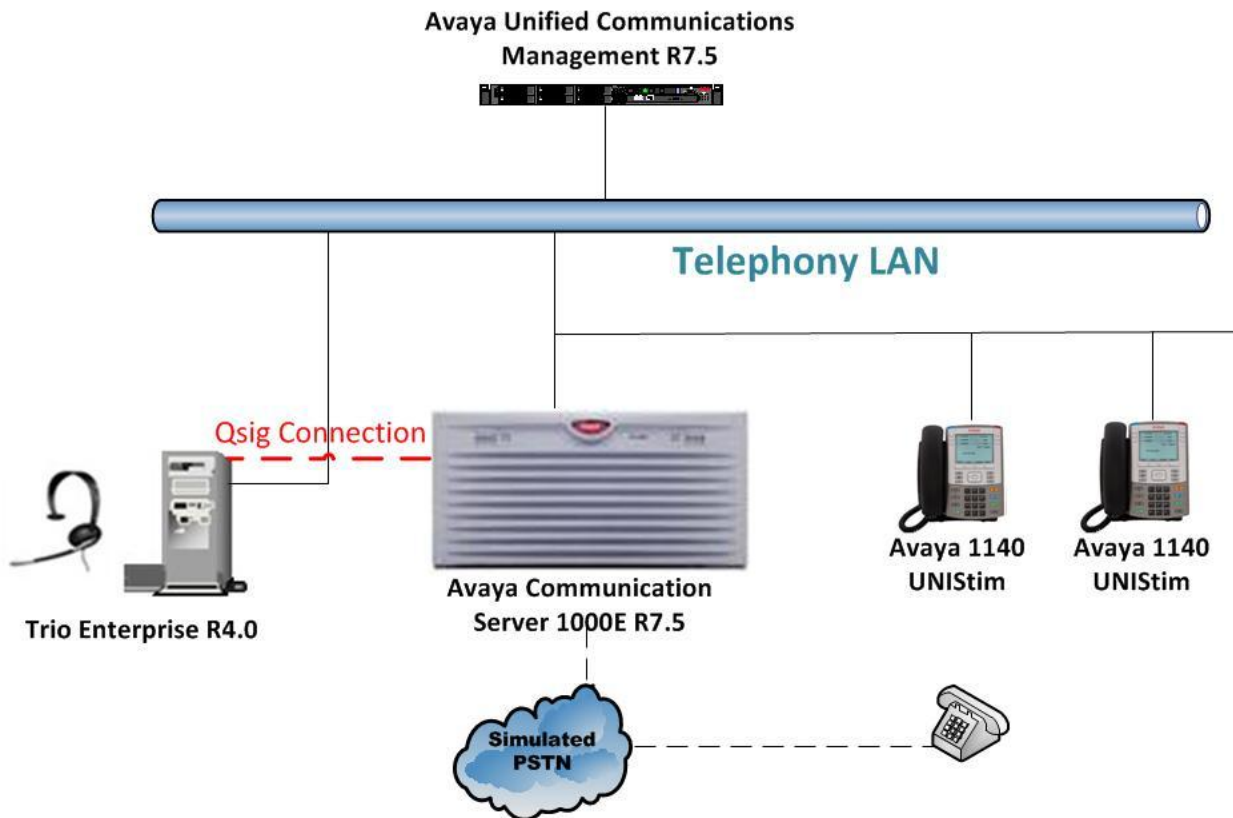 Avaya Unified Communications
Management R7.5
Telephony LAN
Qsig Connection
Avaya 1140
UNIStim
Avaya 1140
UNIStim
Avaya Communication
Server 1000E R7.5
Trio Enterprise R4.0
Simulated
PSTN